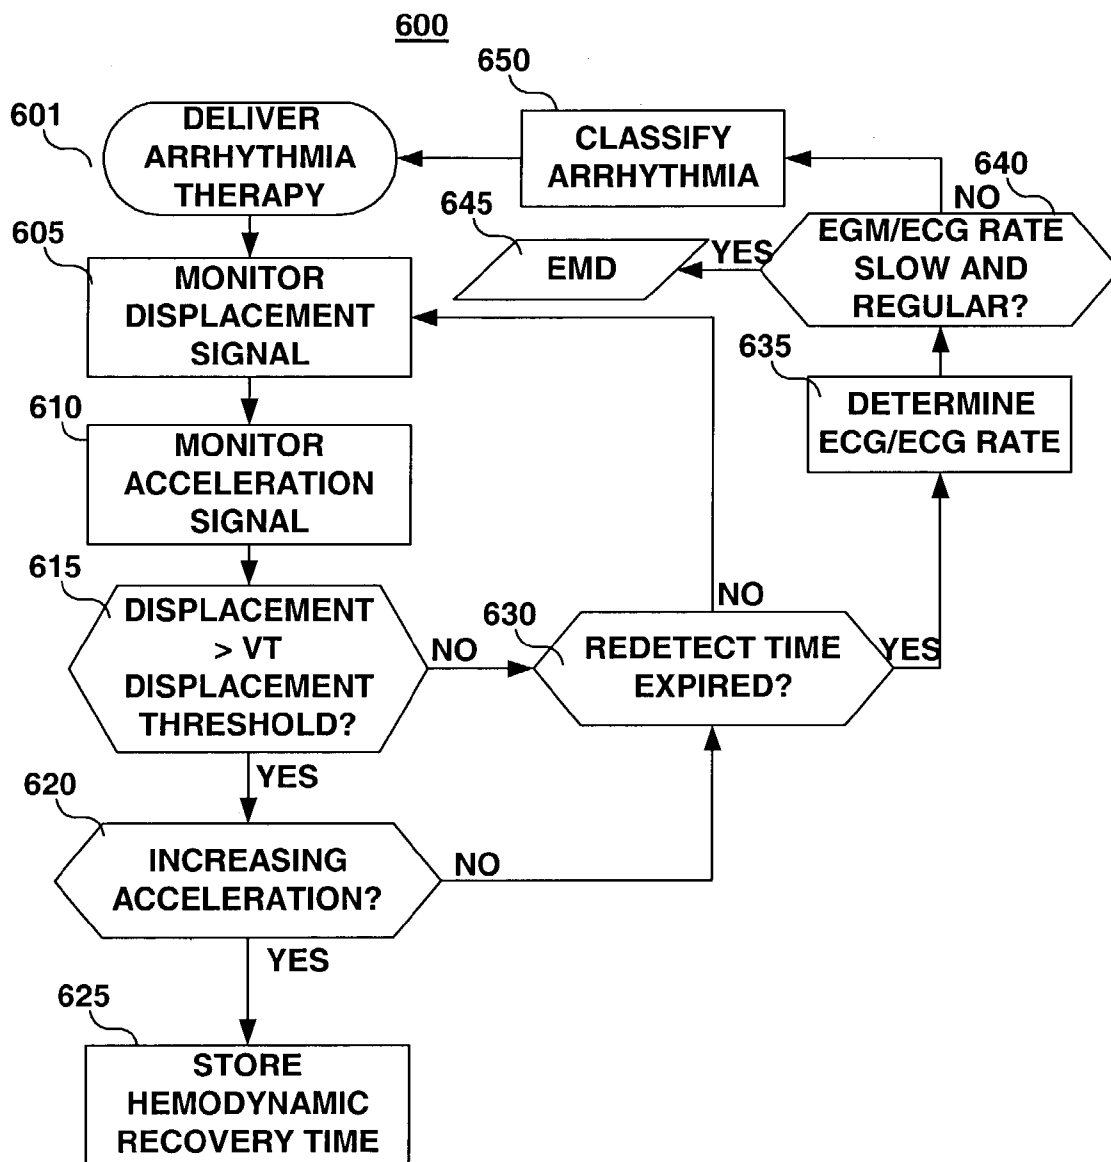 600
650
601
DELIVER
ARRHYTHMIA
THERAPY
CLASSIFY
ARRHYTHMIA
640
NO
645
605
EMD
YES
EGM/ECG RATE
SLOW AND
REGULAR?
MONITOR
DISPLACEMENT
SIGNAL
635
DETERMINE
ECG/ECG RATE
610
MONITOR
ACCELERATION
SIGNAL
615
DISPLACEMENT
> VT
DISPLACEMENT
THRESHOLD?
NO
630
NO
REDETECT TIME
EXPIRED?
YES
YES
620
INCREASING
ACCELERATION?
NO
YES
625
STORE
HEMODYNAMIC
RECOVERY TIME